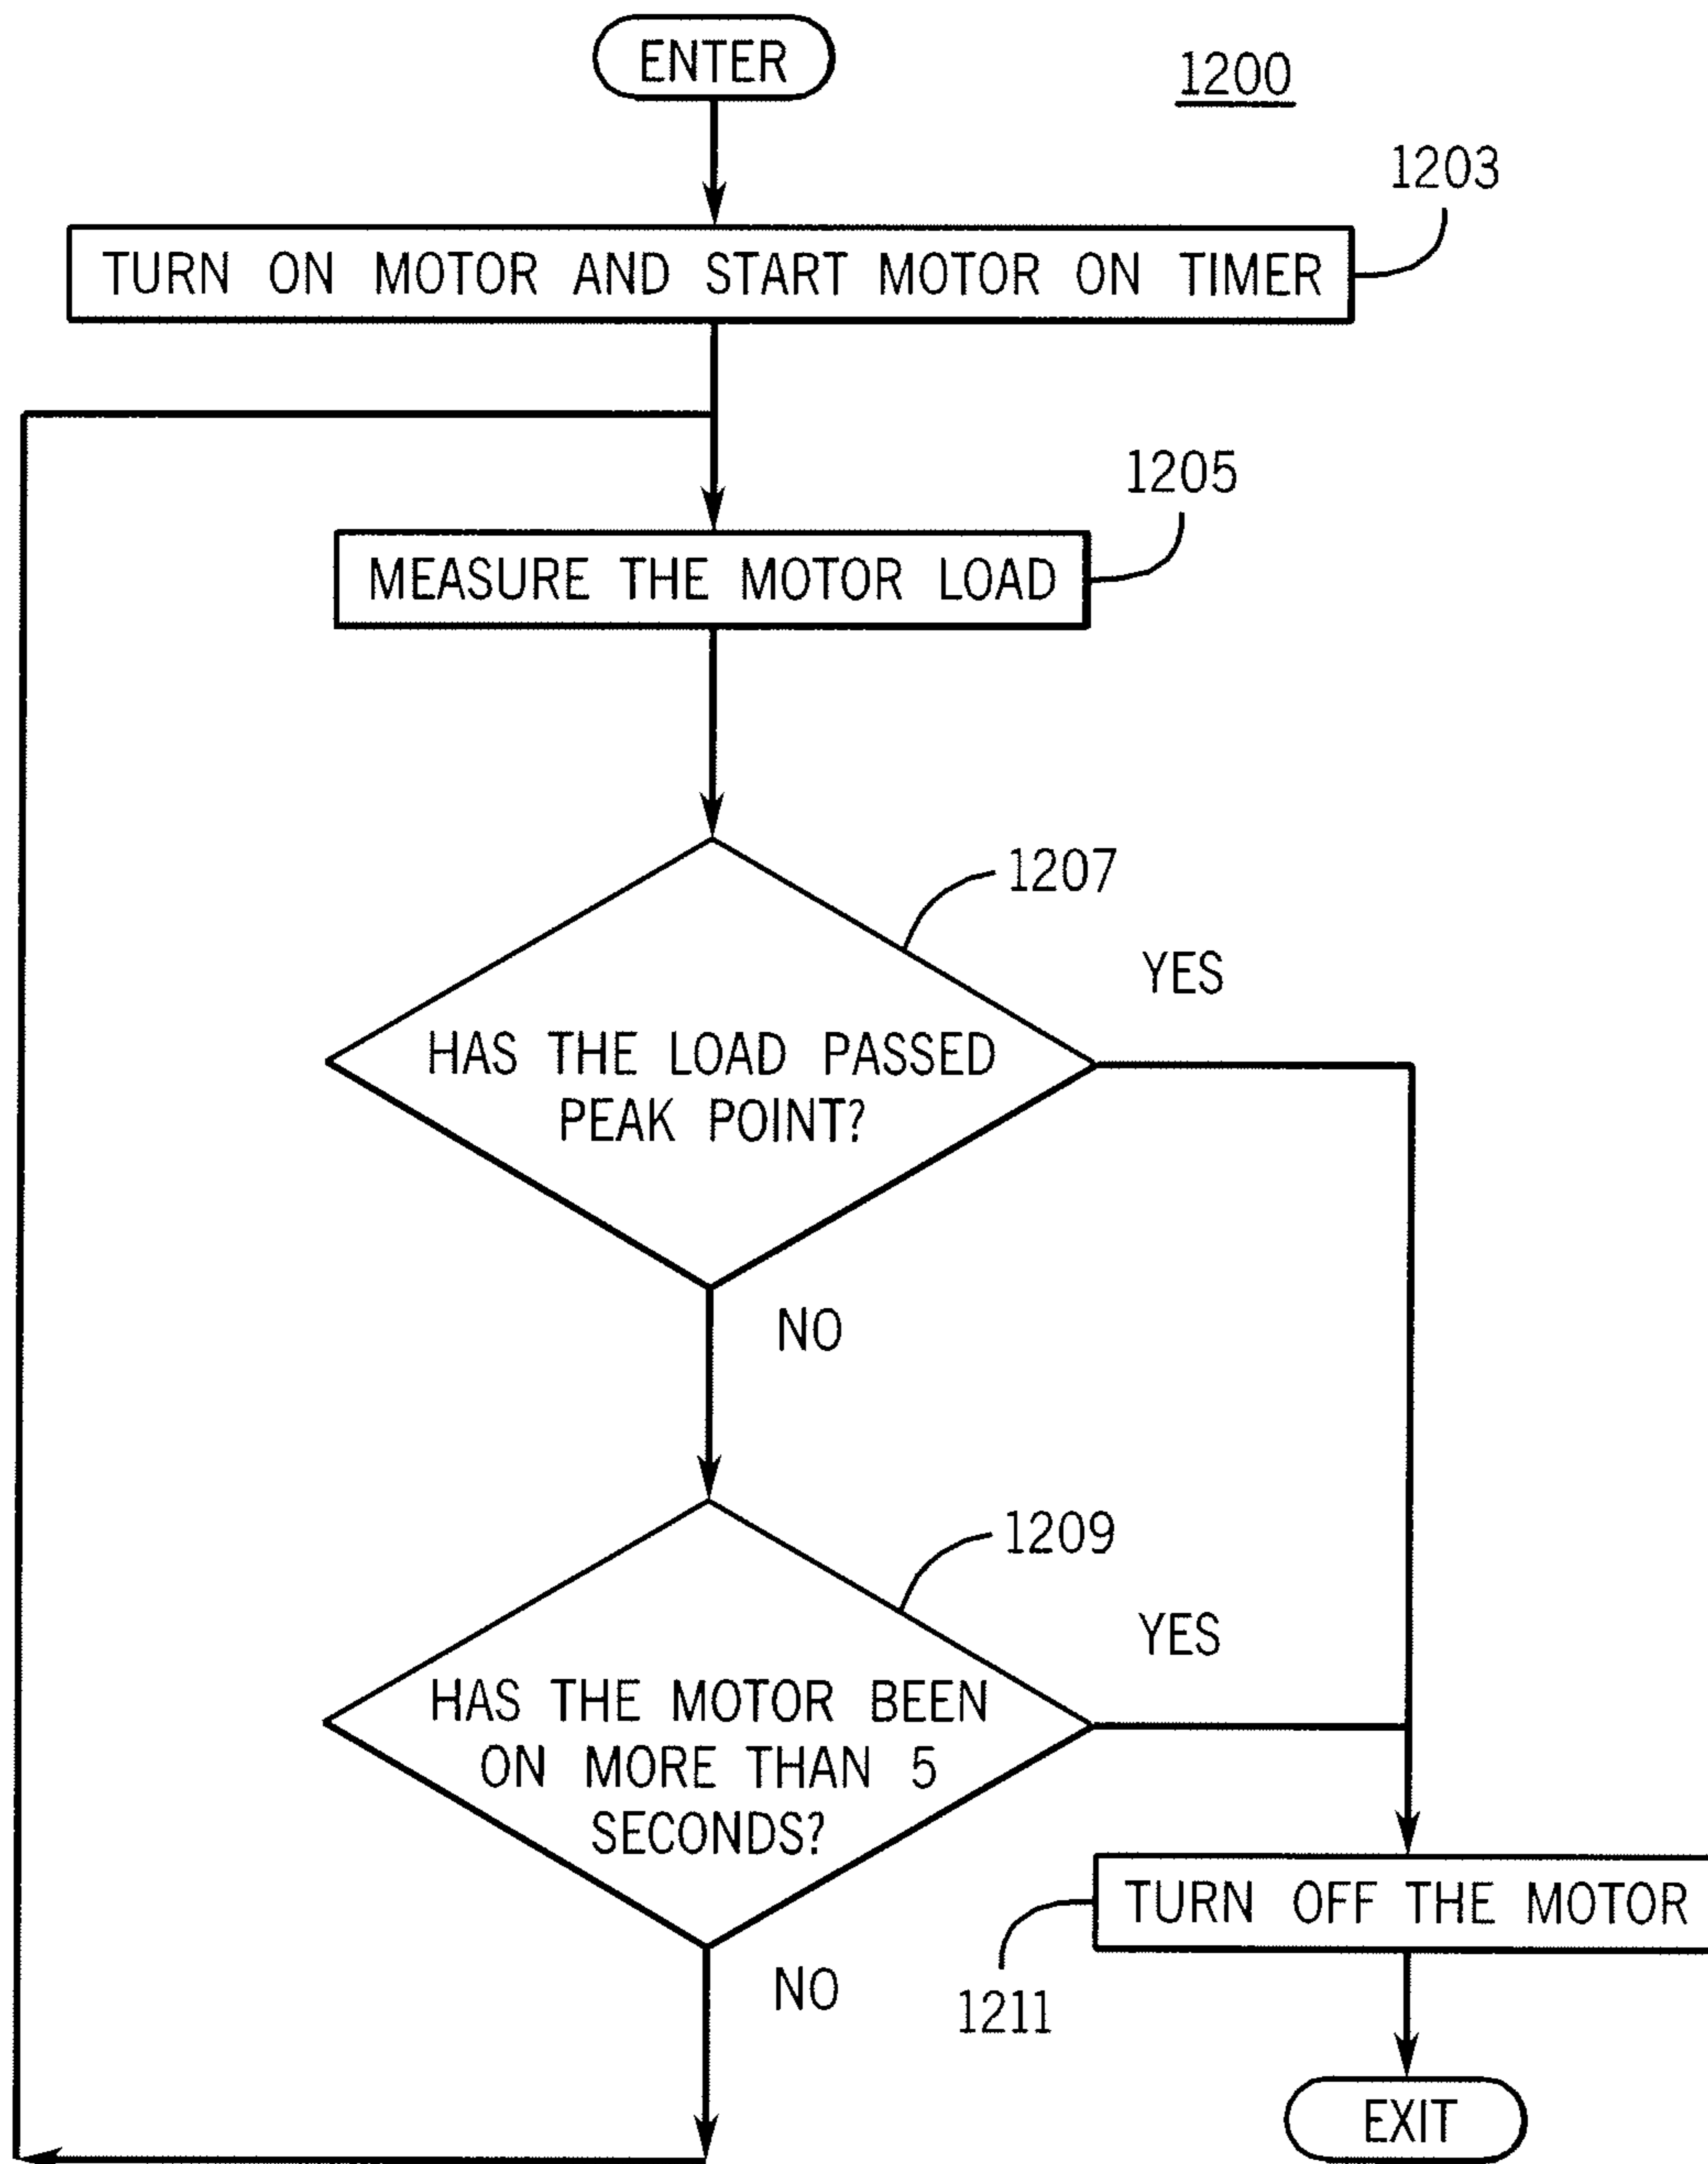 ENTER
1200
1203
TURN ON MOTOR AND START MOTOR ON TIMER
1205
MEASURE THE MOTOR LOAD
1207
YES
HAS THE LOAD PASSED
PEAK POINT?
NO
1209
YES
HAS THE MOTOR BEEN
ON MORE THAN 5
SECONDS?
TURN OFF THE MOTOR
NO
1211
EXIT